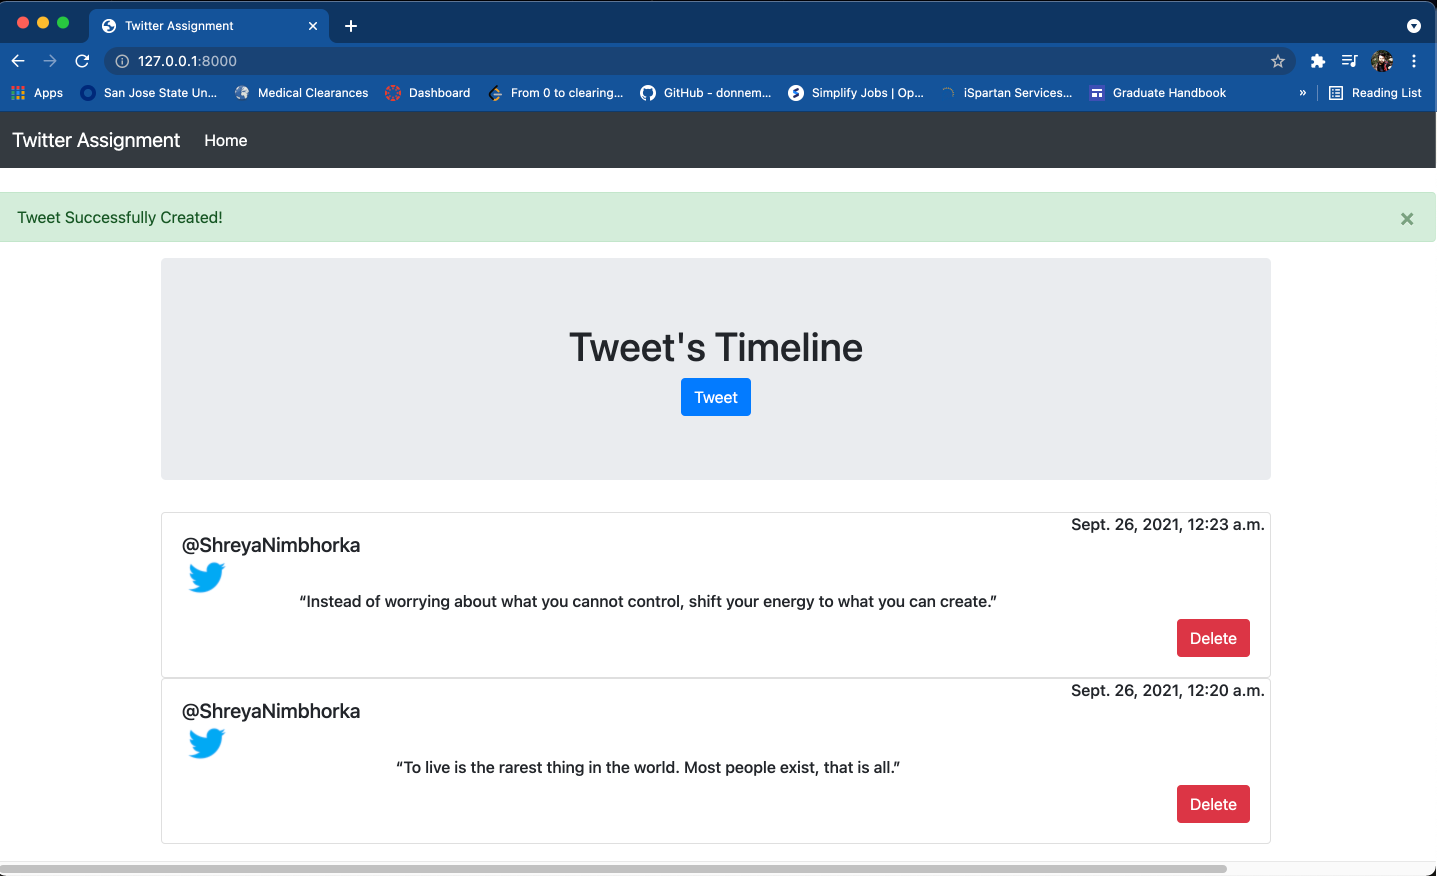 Twitter Assignment
127.0.0.1:8000
Apps San Jose State Un... Medical Clearances Dashboard From 0 to clearing... GitHub - donnem... Simplify Jobs | Op... iSpartan Services... Graduate Handbook » Reading List
Twitter Assignment Home
Tweet Successfully Created! ×
Tweet's Timeline
Tweet
Sept. 26, 2021, 12:23 a.m.
@ShreyaNimbhorka
“Instead of worrying about what you cannot control, shift your energy to what you can create.”
Delete
Sept. 26, 2021, 12:20 a.m.
@ShreyaNimbhorka
“To live is the rarest thing in the world. Most people exist, that is all.”
Delete